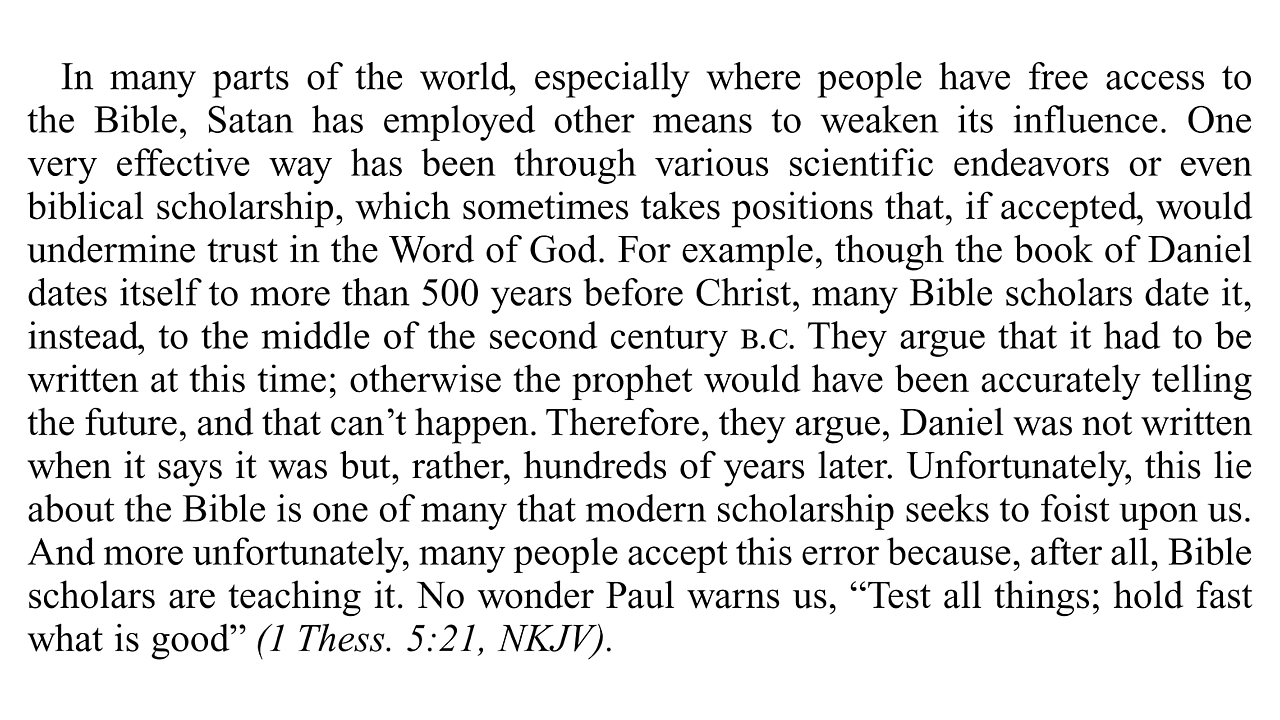 In many parts of the world, especially where people have free access to
the Bible, Satan has employed other means to weaken its influence. One
very effective way has been through various scientific endeavors or even
biblical scholarship, which sometimes takes positions that, if accepted, would
undermine trust in the Word of God. For example, though the book of Daniel
dates itself to more than 500 years before Christ, many Bible scholars date it,
instead, to the middle of the second century B.C. They argue that it had to be
written at this time; otherwise the prophet would have been accurately telling
the future, and that can’t happen. Therefore, they argue, Daniel was not written
when it says it was but, rather, hundreds of years later. Unfortunately, this lie
about the Bible is one of many that modern scholarship seeks to foist upon us.
And more unfortunately, many people accept this error because, after all, Bible
scholars are teaching it. No wonder Paul warns us, “Test all things; hold fast
what is good” (1 Thess. 5:21, NKJV).